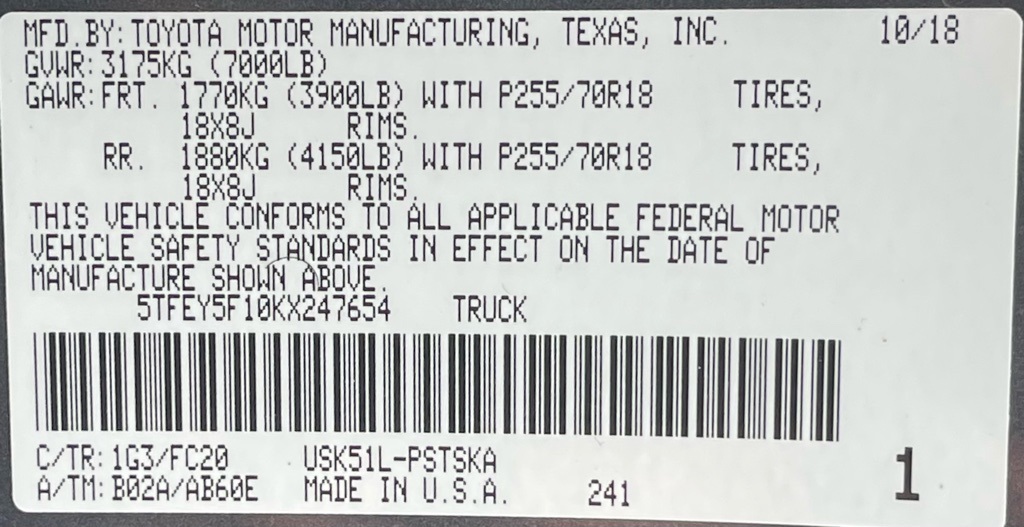 MFD.BY: TOYOTA MOTOR MANUFACTURING, TEXAS, INC. 10/18
GVWR: 3175KG (7000LB)
GAWR: FRT. 1770KG (3900LB) WITH P255/70R18 TIRES,
18X8J RIMS.
RR. 1880KG (4150LB) WITH P255/70R18 TIRES,
18X8J RIMS.
THIS VEHICLE CONFORMS TO ALL APPLICABLE FEDERAL MOTOR
VEHICLE SAFETY STANDARDS IN EFFECT ON THE DATE OF
MANUFACTURE SHOWN ABOVE.
5TFEY5F10KX247654 TRUCK
C/TR: 1G3/FC20 USK51L-PSTSKA
A/TM: B02A/AB60E MADE IN U.S.A. 241 1